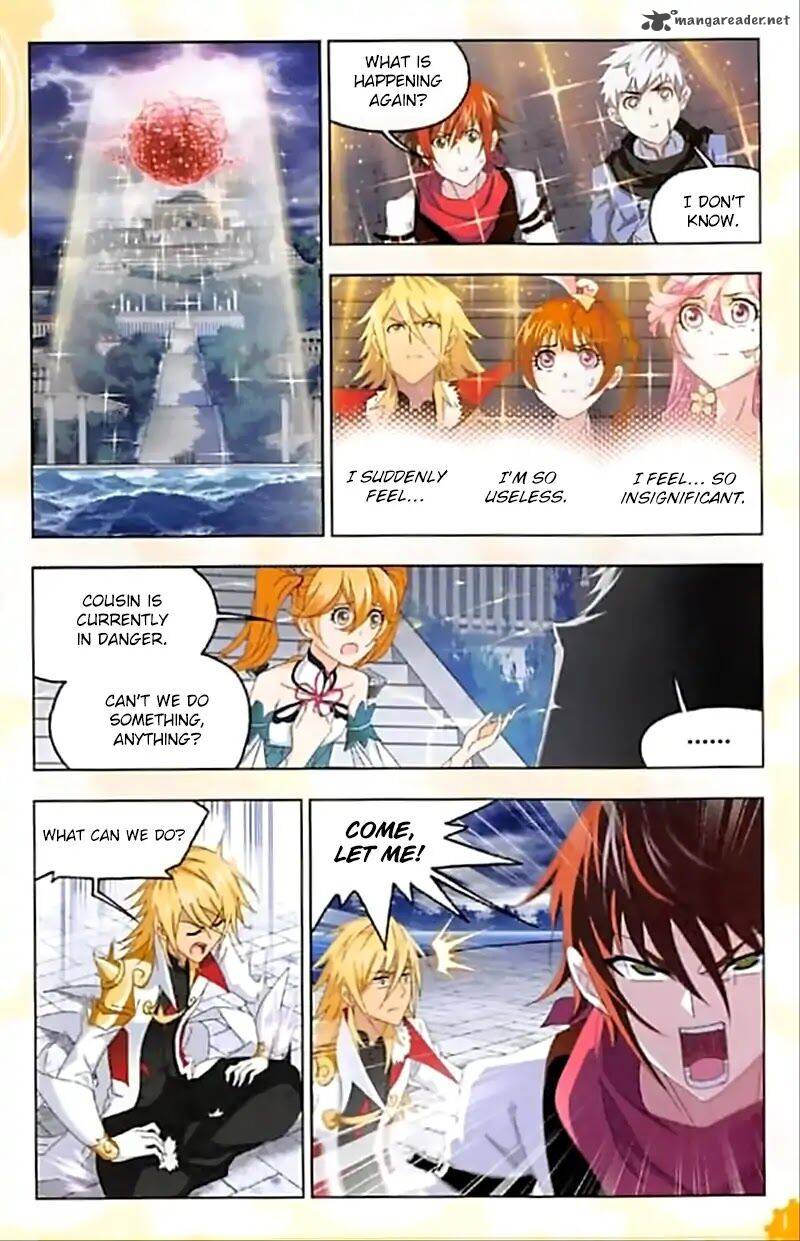 mangareader.net
WHAT IS
HAPPENING
AGAIN?
I DON'T
KNOW.
I SUDDENLY
FEEL...
I'M SO
USELESS.
I FEEL... SO
INSIGNIFICANT.
COUSIN IS
CURRENTLY
IN DANGER.
CAN'T WE DO
SOMETHING,
ANYTHING?
......
WHAT CAN WE DO?
COME,
LET ME!
1